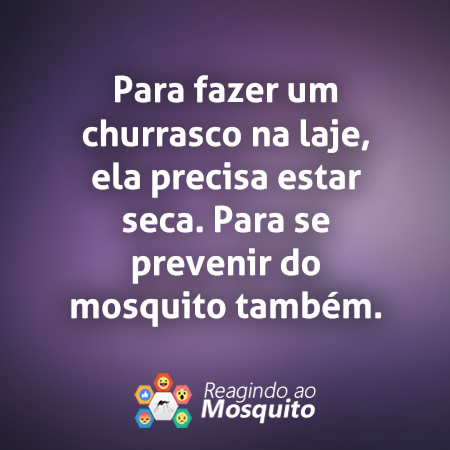 Para fazer um
churrasco na laje,
ela precisa estar
seca. Para se
prevenir do
mosquito também.
Reagindo ao
Mosquito